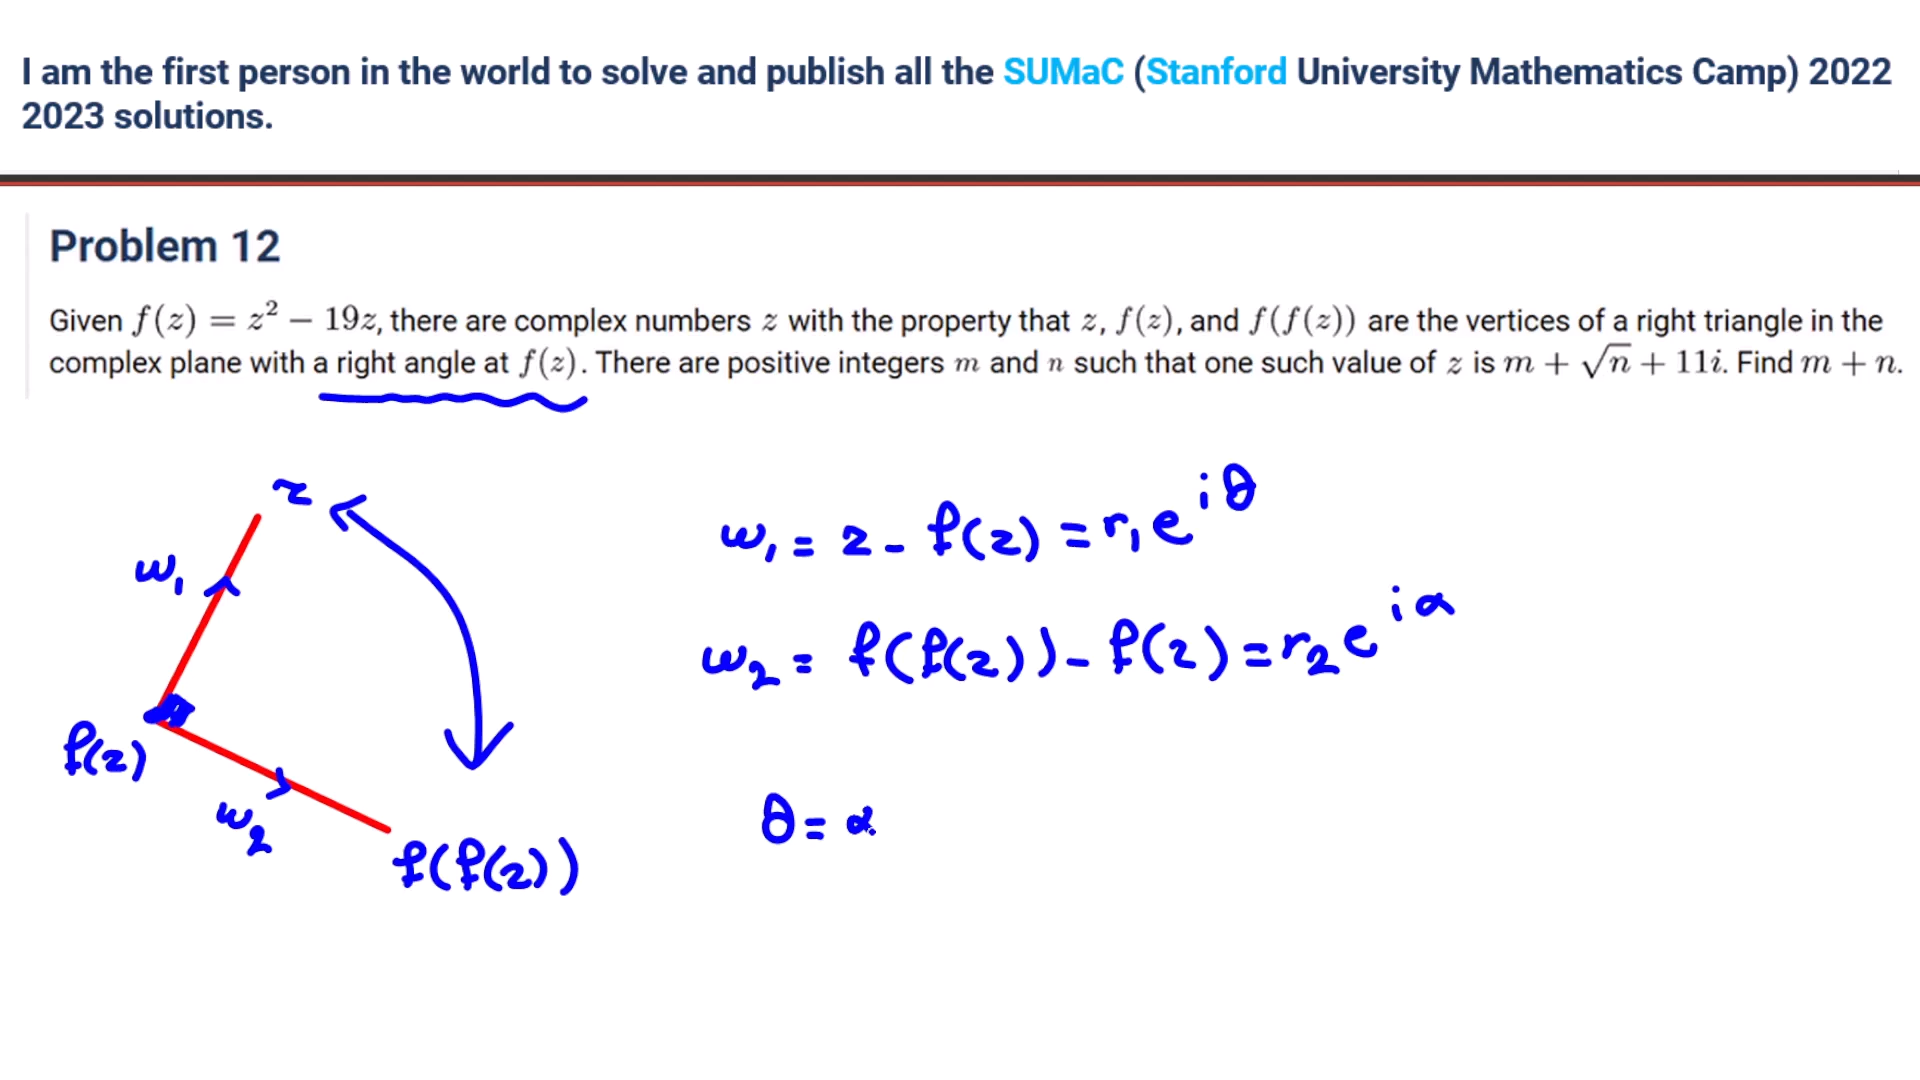 I am the first person in the world to solve and publish all the SUMaC (Stanford University Mathematics Camp) 2022
2023 solutions.
Problem 12
Given f(z) = z² − 19z, there are complex numbers z with the property that z, f(z), and f(f(z)) are the vertices of a right triangle in the
complex plane with a right angle at f(z). There are positive integers m and n such that one such value of z is m + √n + 11i. Find m + n.
z
w₁ = z - f(z) = r₁e^{iθ}
w₁
w₂ = f(f(z)) - f(z) = r₂e^{iα}
f(z)
w₂
θ = α
f(f(z))